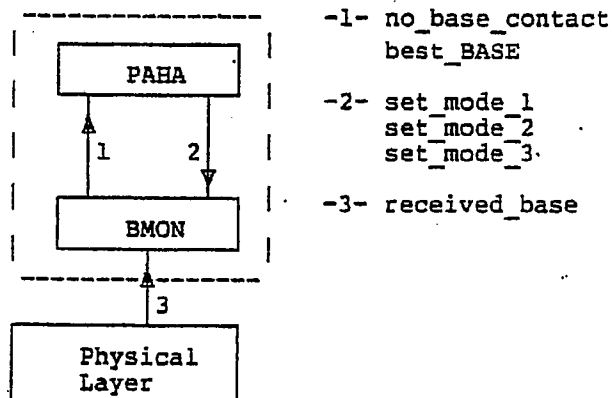 -1- no_base_contact
best_BASE
PAHA
-2- set_mode_1
set_mode_2
set_mode_3
1
2
-3- received_base
BMON
3
Physical
Layer